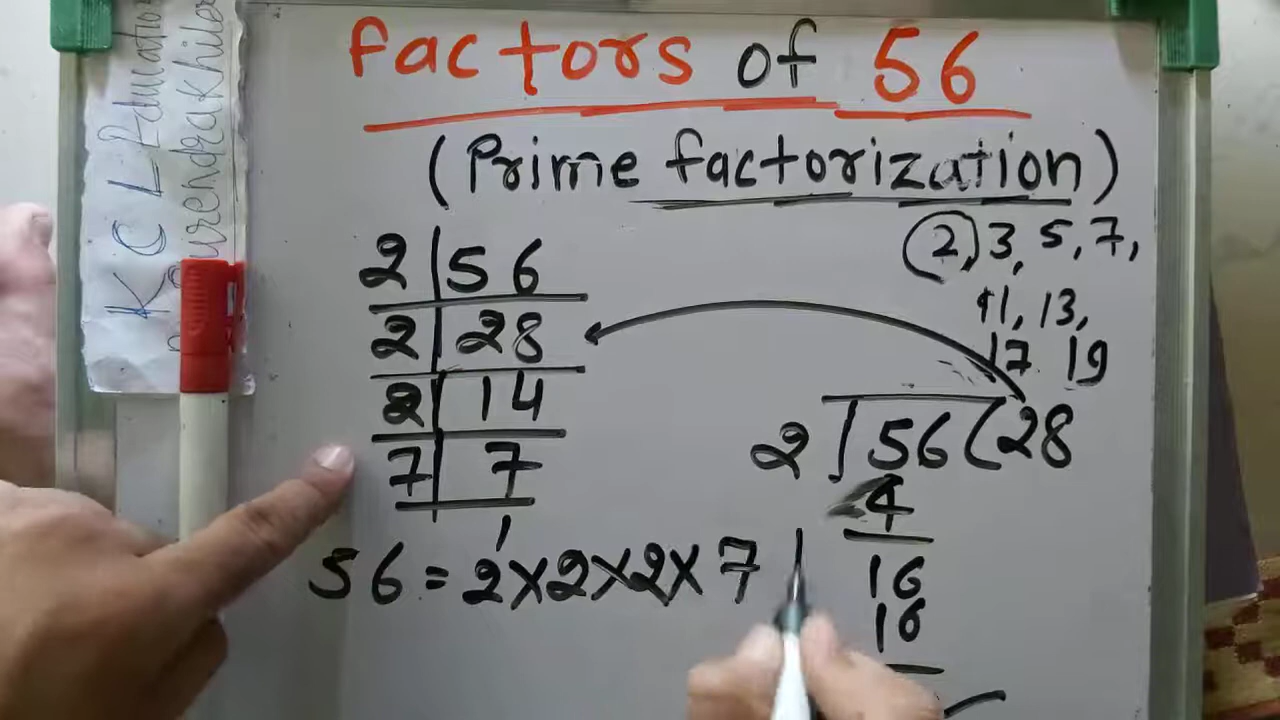 Factors of 56
(Prime factorization)
K C L Education
2, 3, 5, 7,
11, 13,
17 19
2 | 56
2 | 28
2 | 14
7 | 7
1
56 = 2×2×2×7
2 ) 56 ( 28
4
16
16